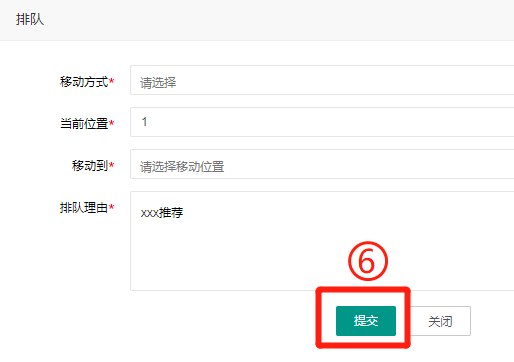 排队
移动方式* 请选择
当前位置* 1
移动到* 请选择移动位置
排队理由* xxx推荐
⑥
提交 关闭